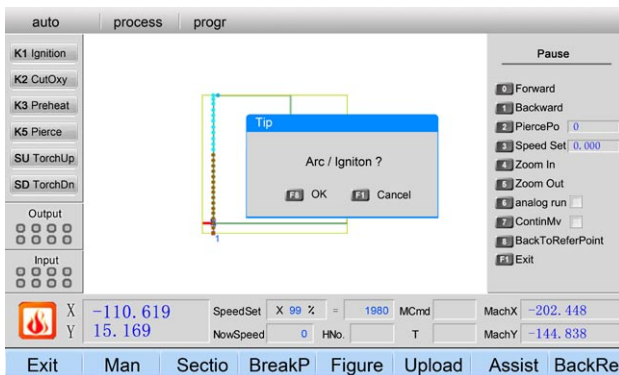 auto process progr
K1 Ignition
K2 CutOxy
K3 Preheat
K5 Pierce
SU TorchUp
SD TorchDn
Output
Input
1
Tip
Arc / Igniton ?
F8 OK F1 Cancel
Pause
0 Forward
1 Backward
2 PiercePo 0
3 Speed Set 0.000
4 Zoom In
5 Zoom Out
6 analog run
7 ContinMv
8 BackToReferPoint
F1 Exit
X -110.619 SpeedSet X 99 % = 1980 MCmd MachX -202.448
Y 15.169 NowSpeed 0 HNo. T MachY -144.838
Exit Man Sectio BreakP Figure Upload Assist BackRe